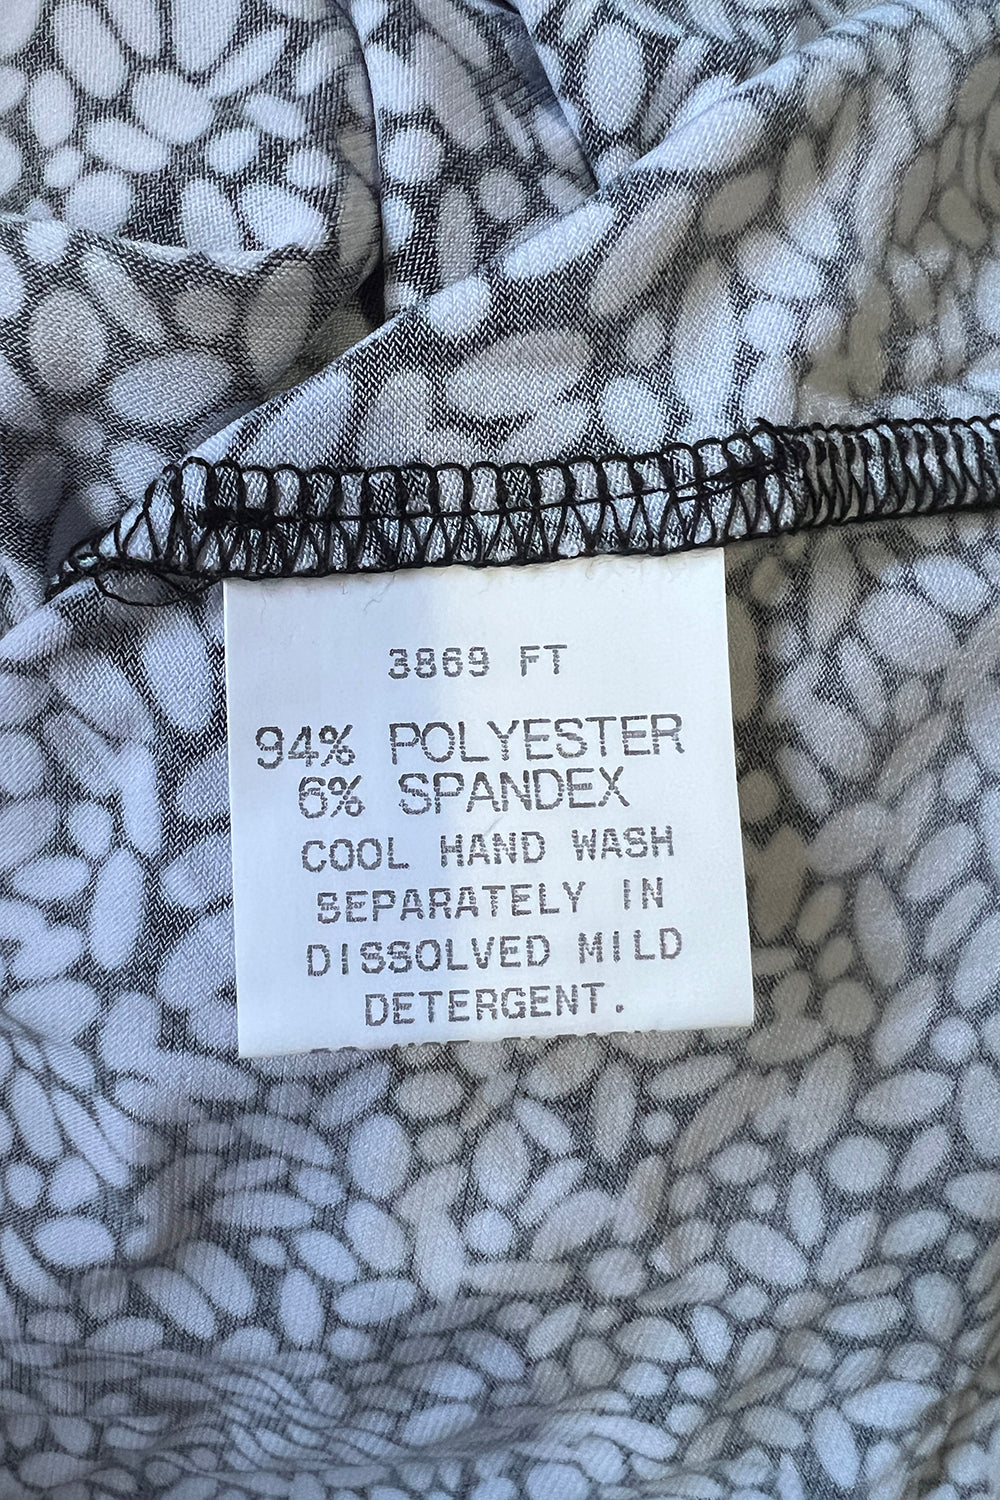 3869 FT
94% POLYESTER
6% SPANDEX
COOL HAND WASH
SEPARATELY IN
DISSOLVED MILD
DETERGENT.